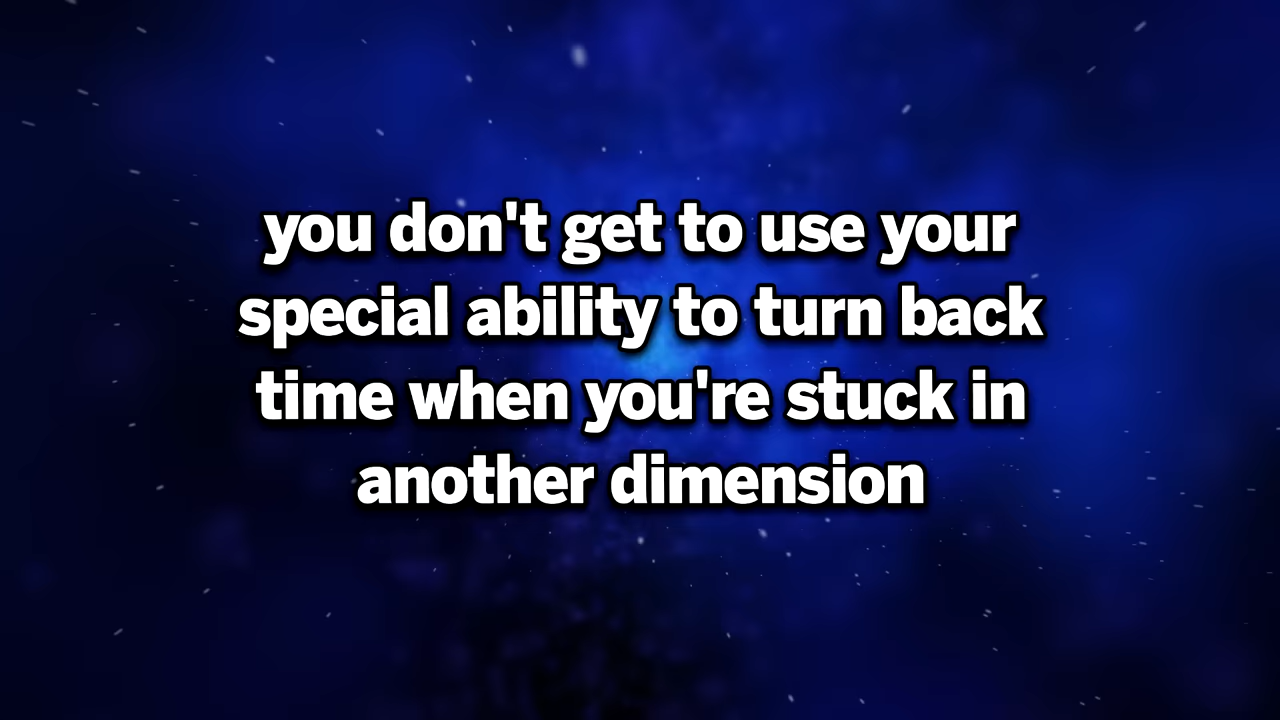 you don't get to use your
special ability to turn back
time when you're stuck in
another dimension